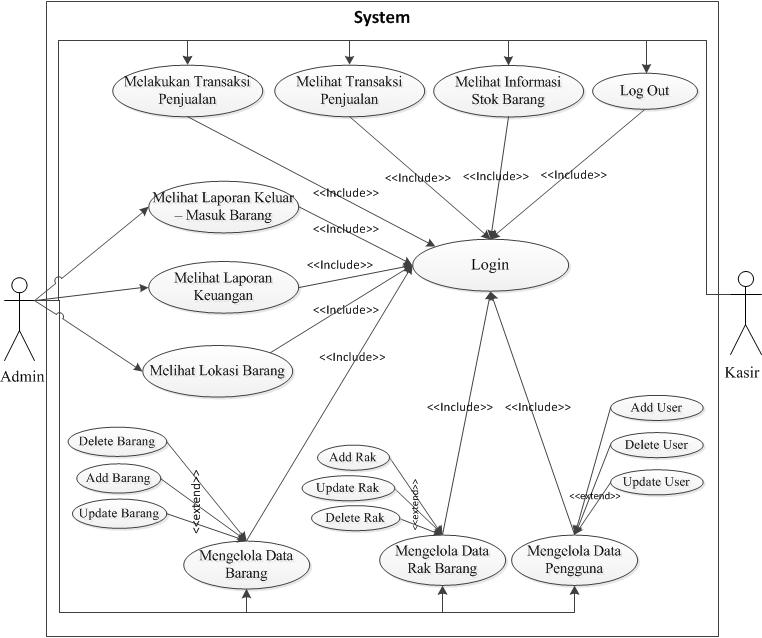 System
Melakukan Transaksi
Penjualan
Melihat Transaksi
Penjualan
Melihat Informasi
Stok Barang
Log Out
<<Include>>
<<Include>>
<<Include>>
<<Include>>
Melihat Laporan Keluar
– Masuk Barang
<<Include>>
Login
Melihat Laporan
Keuangan
<<Include>>
<<Include>>
Melihat Lokasi Barang
<<Include>>
Admin
Kasir
Delete Barang
Add Barang
Update Barang
<<extend>>
Mengelola Data
Barang
Add Rak
Update Rak
Delete Rak
<<extend>>
Mengelola Data
Rak Barang
<<Include>>
<<Include>>
Add User
Delete User
Update User
<<extend>>
Mengelola Data
Pengguna